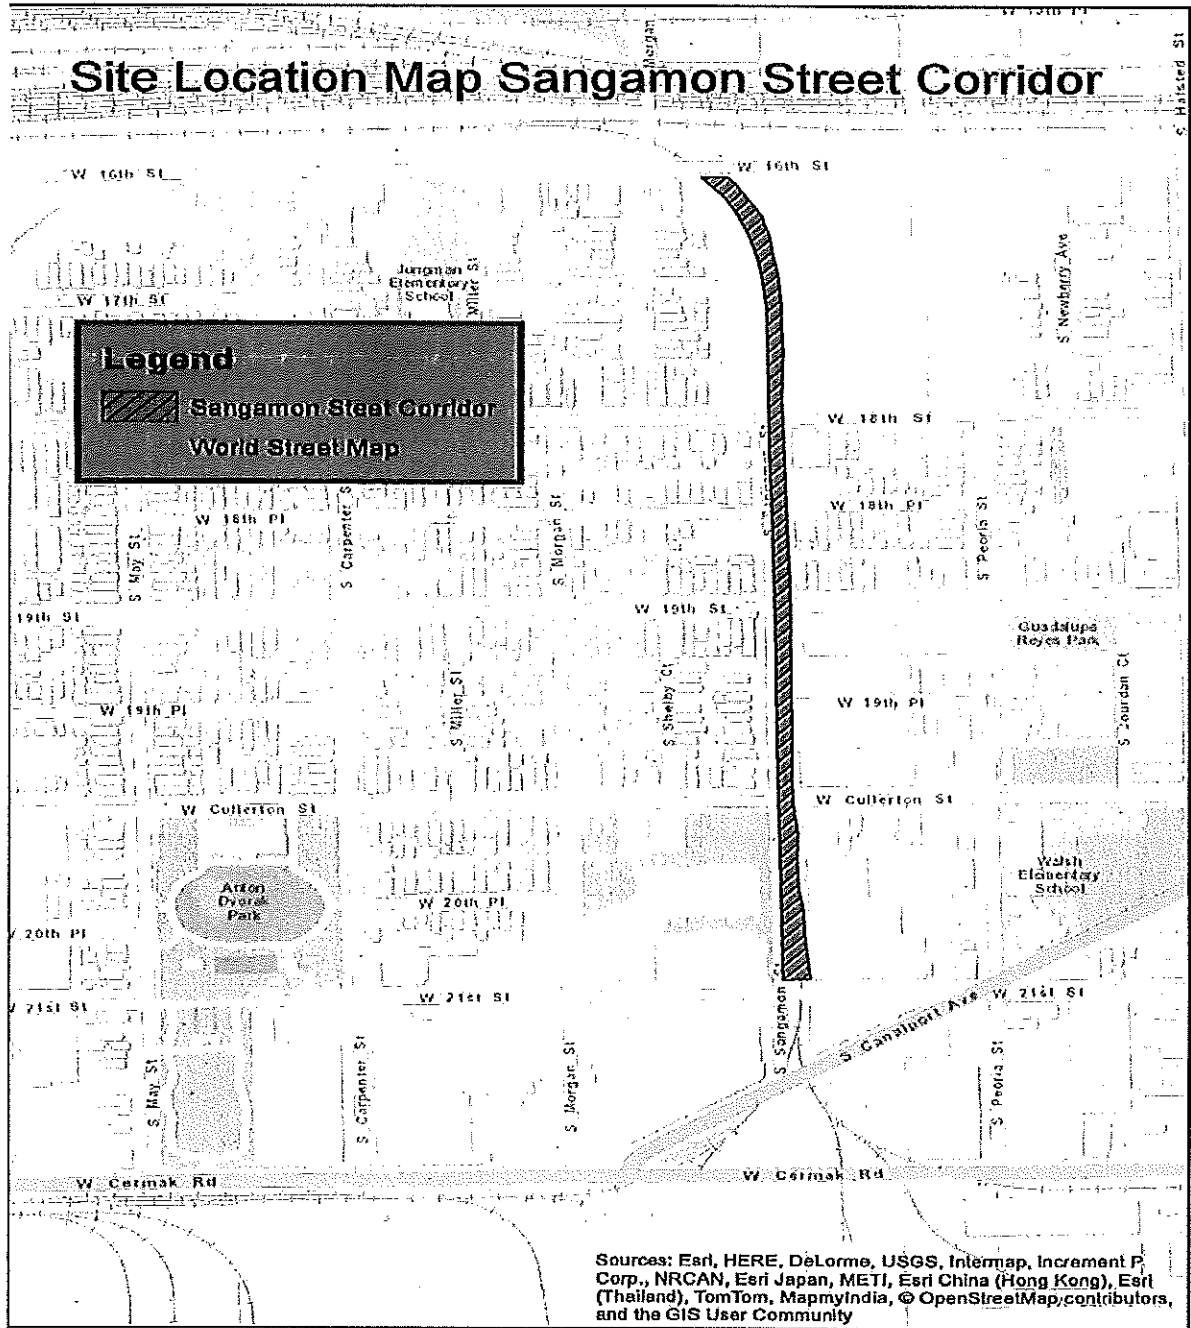 W 15th Pl
Morgan
S Halsted St
Site Location Map Sangamon Street Corridor
W 16th St
W 16th St
Jungman
Elementary
School
Miller St
S Newberry Ave
W 17th St
Legend
Sangamon Steet Corridor
World Street Map
W 18th St
W 18th Pl
W 18th Pl
S May St
S Carpenter S
S Morgan St
S Peoria St
19th St
W 19th St
Guadalupe
Reyes Park
W 19th Pl
S Miller St
S Shelby Ct
W 19th Pl
S Jourdan Ct
W Cullerton St
W Cullerton St
Anton
Dvorak
Park
W 20th Pl
Walsh
Elementary
School
W 20th Pl
W 21st St
W 21st St
S Sangamon St
S Canalport Ave
W 21st St
S May St
S Carpenter St
S Morgan St
S Peoria St
W Cermak Rd
W Cermak Rd
Sources: Esri, HERE, DeLorme, USGS, Intermap, increment P
Corp., NRCAN, Esri Japan, METI, Esri China (Hong Kong), Esri
(Thailand), TomTom, MapmyIndia, © OpenStreetMap contributors,
and the GIS User Community